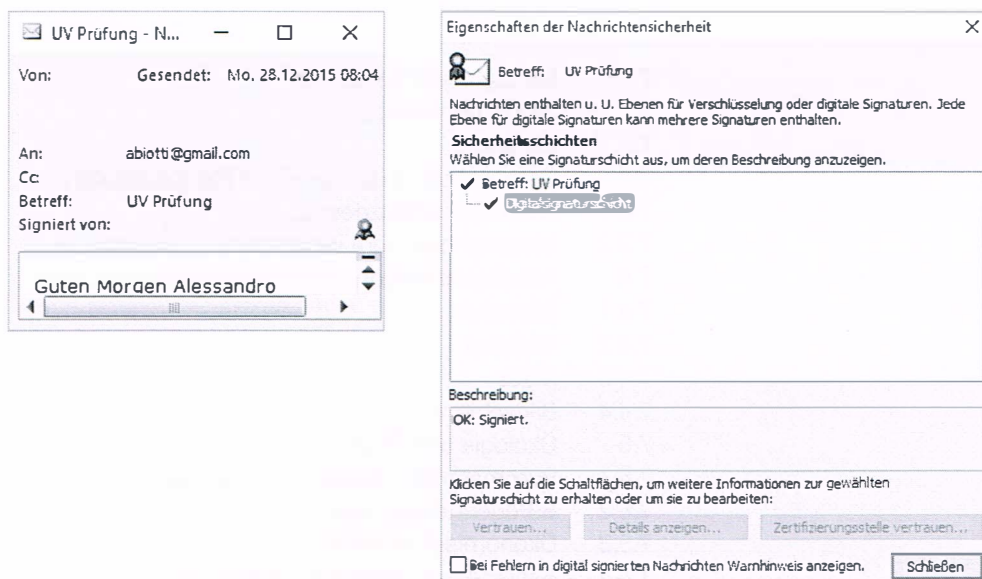 UV Prüfung - N...
Von: Gesendet: Mo. 28.12.2015 08:04
An: abiotti@gmail.com
Cc:
Betreff: UV Prüfung
Signiert von:
Guten Morgen Alessandro
Eigenschaften der Nachrichtensicherheit
Betreff: UV Prüfung
Nachrichten enthalten u. U. Ebenen für Verschlüsselung oder digitale Signaturen. Jede
Ebene für digitale Signaturen kann mehrere Signaturen enthalten.
Sicherheitsschichten
Wählen Sie eine Signaturschicht aus, um deren Beschreibung anzuzeigen.
Betreff: UV Prüfung
Digitalsignaturschicht
Beschreibung:
OK: Signiert.
Klicken Sie auf die Schaltflächen, um weitere Informationen zur gewählten
Signaturschicht zu erhalten oder um sie zu bearbeiten:
Vertrauen... Details anzeigen... Zertifizierungsstelle vertrauen...
Bei Fehlern in digital signierten Nachrichten Warnhinweis anzeigen. Schließen